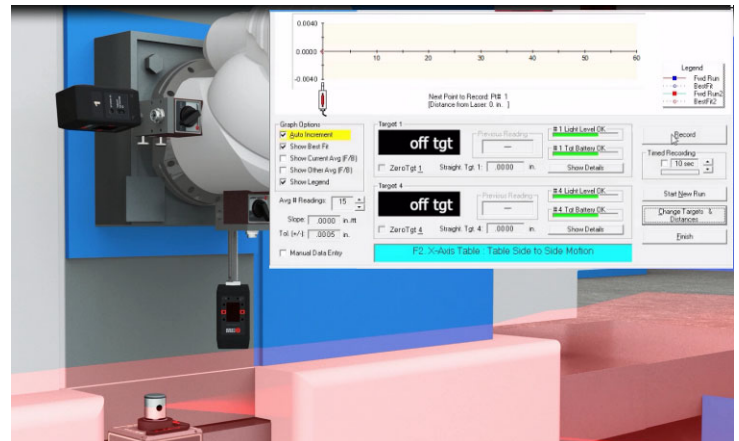 0.0040
0.0000
10 20 30 40 50 60
-0.0040
Next Point to Record: Pt# 1
[Distance from Laser: 0. in. ]
Legend
Fwd Run
BestFit
Fwd Run2
BestFit2
Graph Options
Auto Increment
Show Best Fit
Show Current Avg (F/B)
Show Other Avg (F/B)
Show Legend
Avg # Readings: 15
Slope: .0000 in./ft
Tol. [+/-]: .0005 in.
Manual Data Entry
Target 1
off tgt
Previous Reading
---
# 1 Light Level OK.
# 1 Tgt Battery OK.
ZeroTgt 1 Straight. Tgt. 1: .0000 in.
Show Details
Target 4
off tgt
Previous Reading
---
# 4 Light Level OK.
# 4 Tgt Battery OK.
ZeroTgt 4 Straight. Tgt. 4: .0000 in.
Show Details
F2. X-Axis Table : Table Side to Side Motion
Record
Timed Recording
10 sec
Start New Run
Change Targets &
Distances
Finish